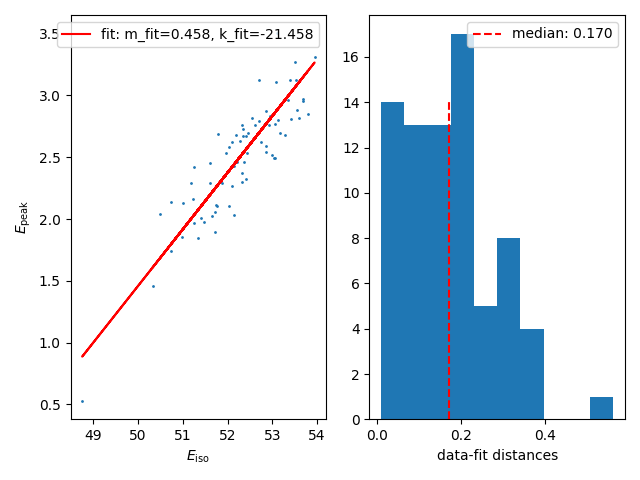 fit: m_fit=0.458, k_fit=-21.458
3.5
3.0
2.5
2.0
1.5
1.0
0.5
E_peak
49 50 51 52 53 54
E_iso
median: 0.170
16
14
12
10
8
6
4
2
0
0.0 0.2 0.4
data-fit distances